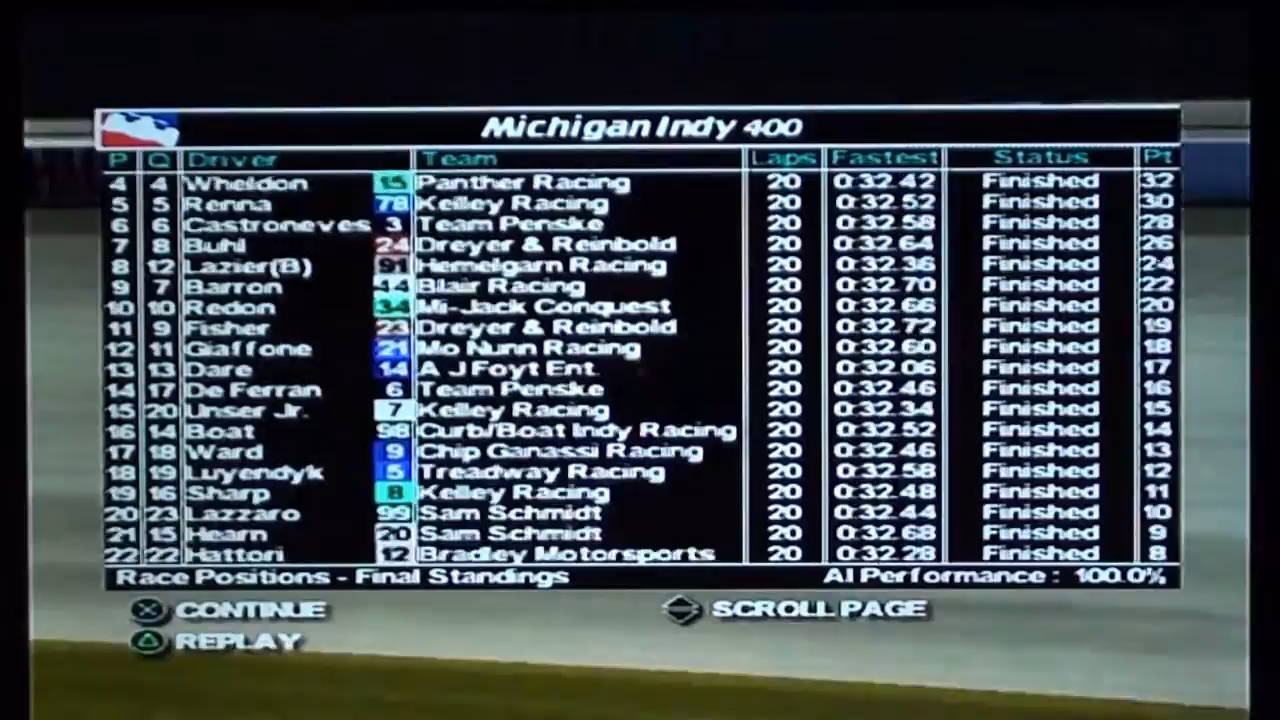 Michigan Indy 400
P Q Driver Team Laps Fastest Status Pt
4 4 Wheldon 15 Panther Racing 20 0:32.42 Finished 32
5 5 Renna 78 Kelley Racing 20 0:32.52 Finished 30
6 6 Castroneves 3 Team Penske 20 0:32.58 Finished 28
7 8 Buhl 24 Dreyer & Reinbold 20 0:32.64 Finished 26
8 12 Lazier(B) 91 Hemelgarn Racing 20 0:32.36 Finished 24
9 7 Barron 44 Blair Racing 20 0:32.70 Finished 22
10 10 Redon 34 Mi-Jack Conquest 20 0:32.66 Finished 20
11 9 Fisher 23 Dreyer & Reinbold 20 0:32.72 Finished 19
12 11 Giaffone 21 Mo Nunn Racing 20 0:32.60 Finished 18
13 13 Dare 14 A J Foyt Ent. 20 0:32.06 Finished 17
14 17 De Ferran 6 Team Penske 20 0:32.46 Finished 16
15 20 Unser Jr. 7 Kelley Racing 20 0:32.34 Finished 15
16 14 Boat 98 Curb/Boat Indy Racing 20 0:32.52 Finished 14
17 18 Ward 9 Chip Ganassi Racing 20 0:32.46 Finished 13
18 19 Luyendyk 5 Treadway Racing 20 0:32.58 Finished 12
19 16 Sharp 8 Kelley Racing 20 0:32.48 Finished 11
20 23 Lazzaro 99 Sam Schmidt 20 0:32.44 Finished 10
21 15 Hearn 20 Sam Schmidt 20 0:32.68 Finished 9
22 22 Hattori 12 Bradley Motorsports 20 0:32.28 Finished 8
Race Positions - Final Standings AI Performance : 100.0%
CONTINUE SCROLL PAGE
REPLAY